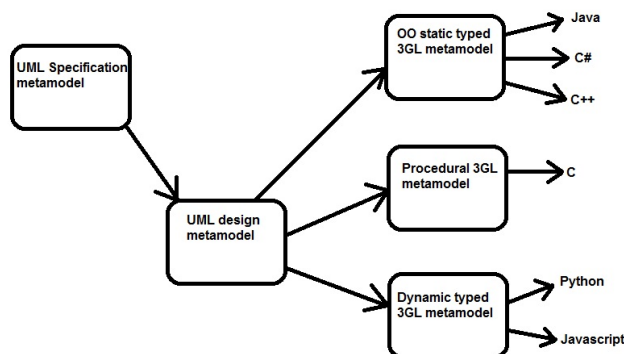 UML Specification
metamodel
UML design
metamodel
OO static typed
3GL metamodel
Java
C#
C++
Procedural 3GL
metamodel
C
Dynamic typed
3GL metamodel
Python
Javascript